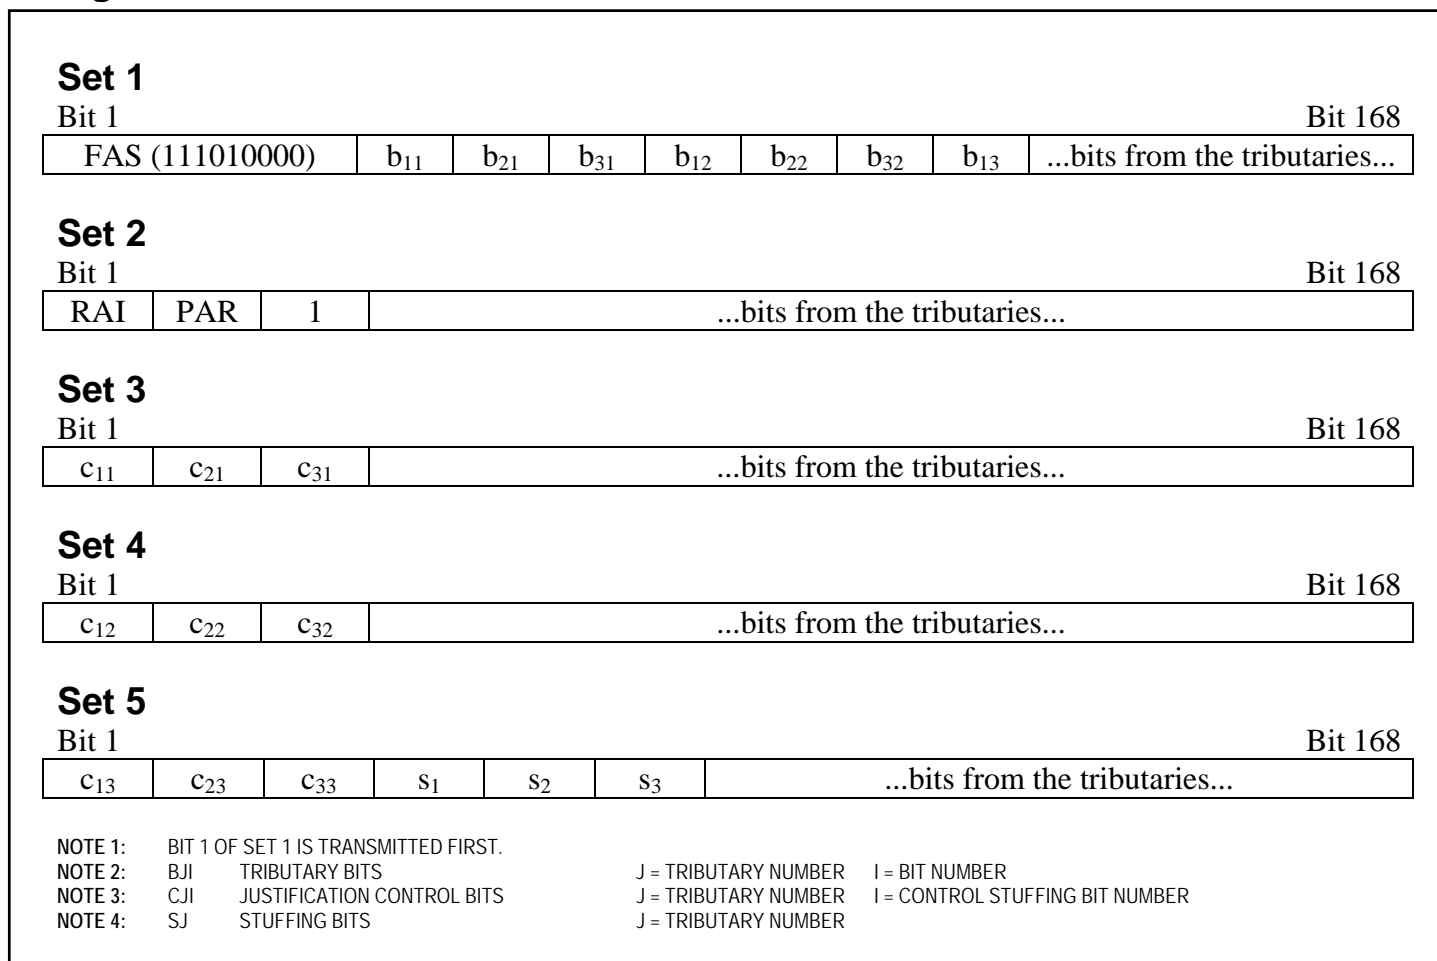 Set 1
Bit 1 Bit 168
FAS (111010000) b11 b21 b31 b12 b22 b32 b13 ...bits from the tributaries...
Set 2
Bit 1 Bit 168
RAI PAR 1 ...bits from the tributaries...
Set 3
Bit 1 Bit 168
c11 c21 c31 ...bits from the tributaries...
Set 4
Bit 1 Bit 168
c12 c22 c32 ...bits from the tributaries...
Set 5
Bit 1 Bit 168
c13 c23 c33 s1 s2 s3 ...bits from the tributaries...
NOTE 1: BIT 1 OF SET 1 IS TRANSMITTED FIRST.
NOTE 2: BJI TRIBUTARY BITS J = TRIBUTARY NUMBER I = BIT NUMBER
NOTE 3: CJI JUSTIFICATION CONTROL BITS J = TRIBUTARY NUMBER I = CONTROL STUFFING BIT NUMBER
NOTE 4: SJ STUFFING BITS J = TRIBUTARY NUMBER